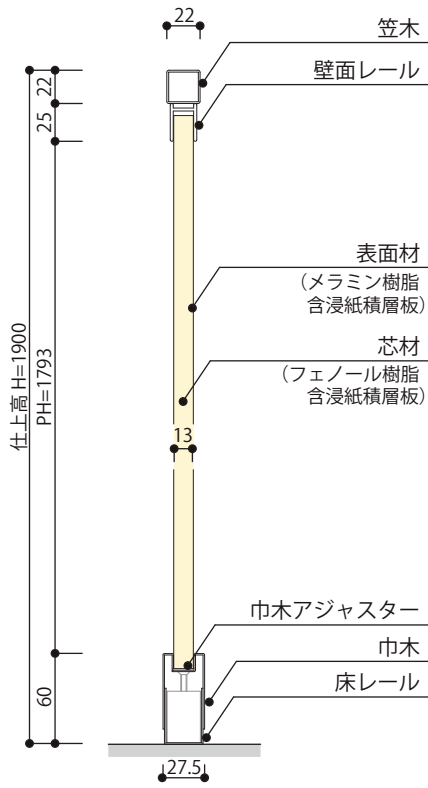 22
笠木
壁面レール
22
25
表面材
（メラミン樹脂
含浸紙積層板）
芯材
（フェノール樹脂
含浸紙積層板）
仕上高 H=1900
PH=1793
13
巾木アジャスター
巾木
床レール
60
27.5